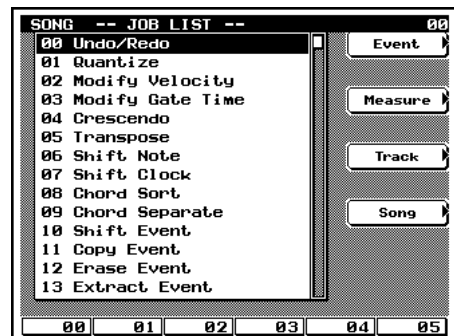 SONG -- JOB LIST -- 00
00 Undo/Redo
01 Quantize
02 Modify Velocity
03 Modify Gate Time
04 Crescendo
05 Transpose
06 Shift Note
07 Shift Clock
08 Chord Sort
09 Chord Separate
10 Shift Event
11 Copy Event
12 Erase Event
13 Extract Event
Event
Measure
Track
Song
00 01 02 03 04 05